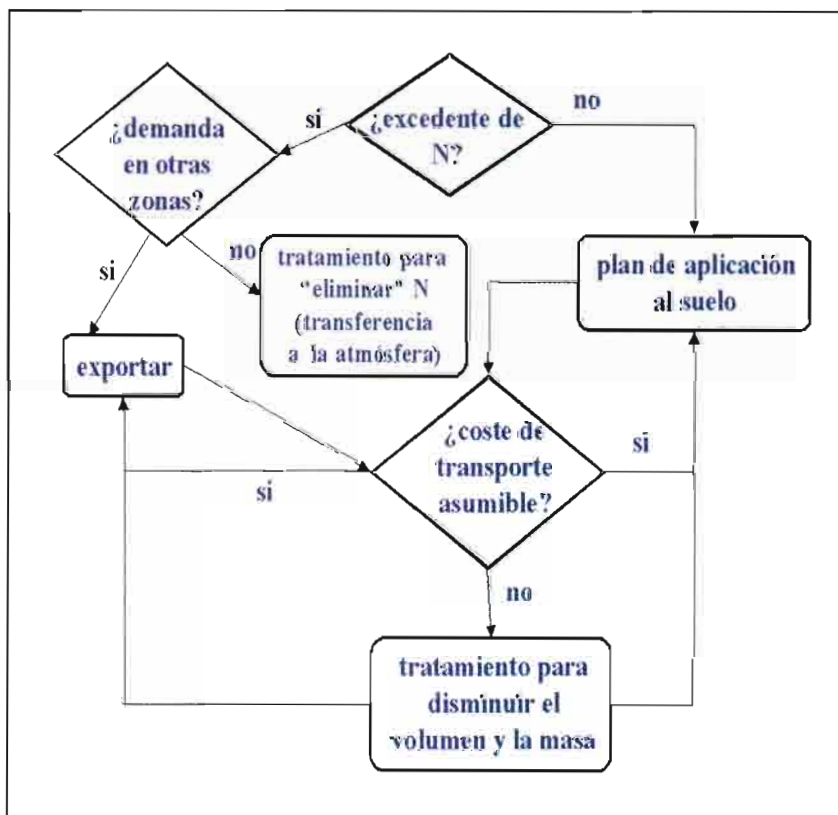 ¿excedente de
N?
si
no
¿demanda
en otras
zonas?
si
no
tratamiento para
"eliminar" N
(transferencia
a la atmósfera)
plan de aplicación
al suelo
exportar
¿coste de
transporte
asumible?
si
si
no
tratamiento para
disminuir el
volumen y la masa